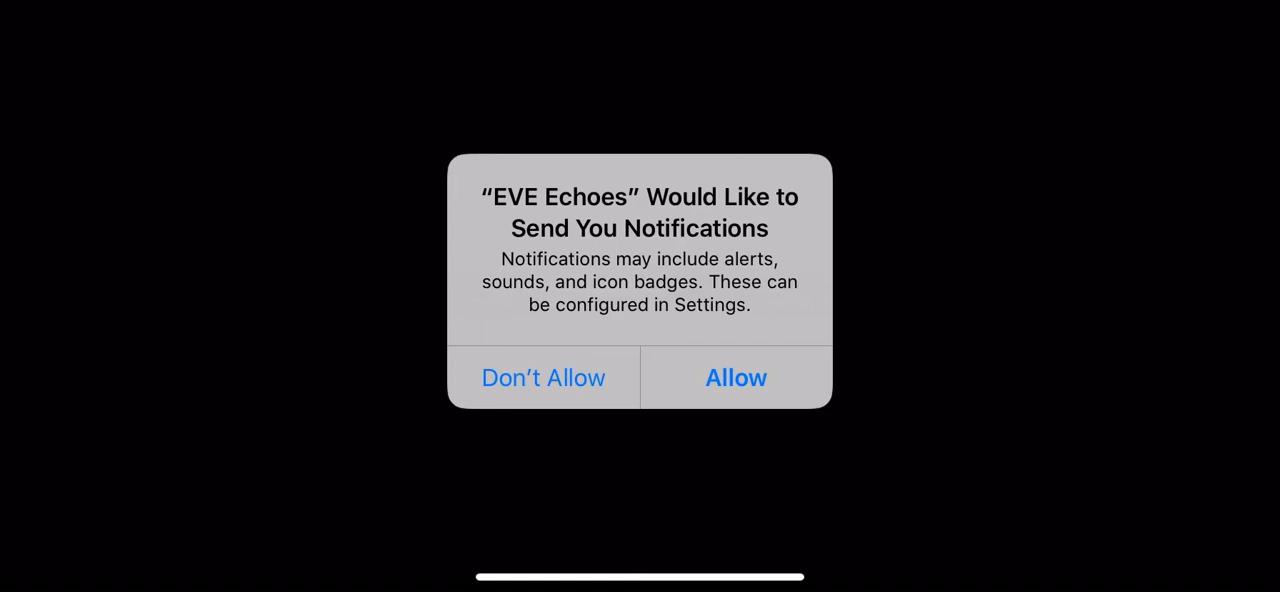 “EVE Echoes” Would Like to
Send You Notifications
Notifications may include alerts,
sounds, and icon badges. These can
be configured in Settings.
Don’t Allow
Allow